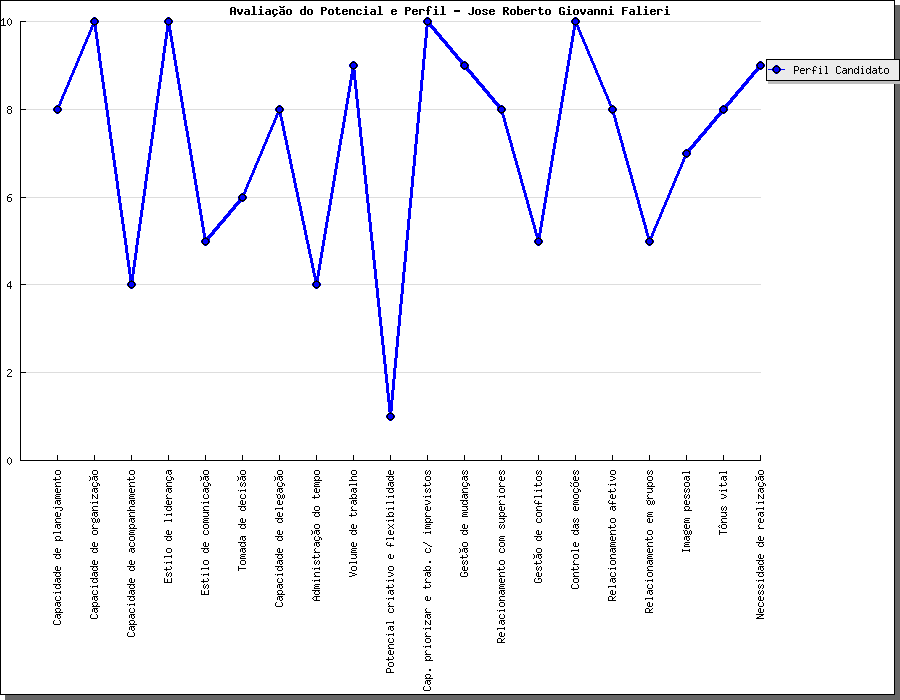 Avaliação do Potencial e Perfil - Jose Roberto Giovanni Falieri
10
8
6
4
2
0
Perfil Candidato
Capacidade de planejamento
Capacidade de organização
Capacidade de acompanhamento
Estilo de liderança
Estilo de comunicação
Tomada de decisão
Capacidade de delegação
Administração do tempo
Volume de trabalho
Potencial criativo e flexibilidade
Cap. priorizar e trab. c/ imprevistos
Gestão de mudanças
Relacionamento com superiores
Gestão de conflitos
Controle das emoções
Relacionamento afetivo
Relacionamento em grupos
Imagem pessoal
Tônus vital
Necessidade de realização